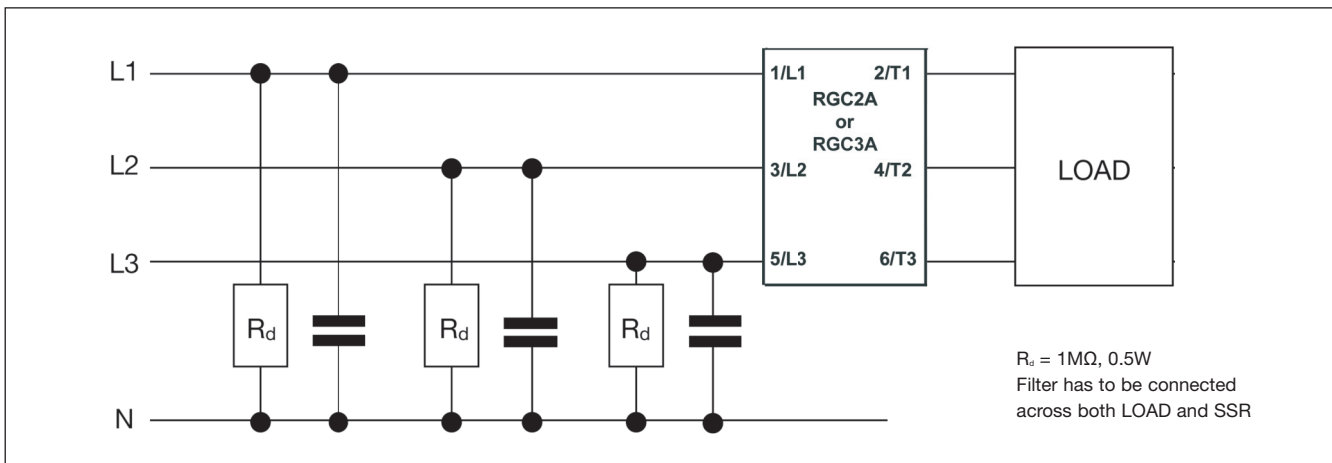 L1
1/L1 2/T1
RGC2A
or
RGC3A
L2
3/L2 4/T2
LOAD
L3
5/L3 6/T3
Rd
Rd
Rd
Rd = 1MΩ, 0.5W
Filter has to be connected
across both LOAD and SSR
N